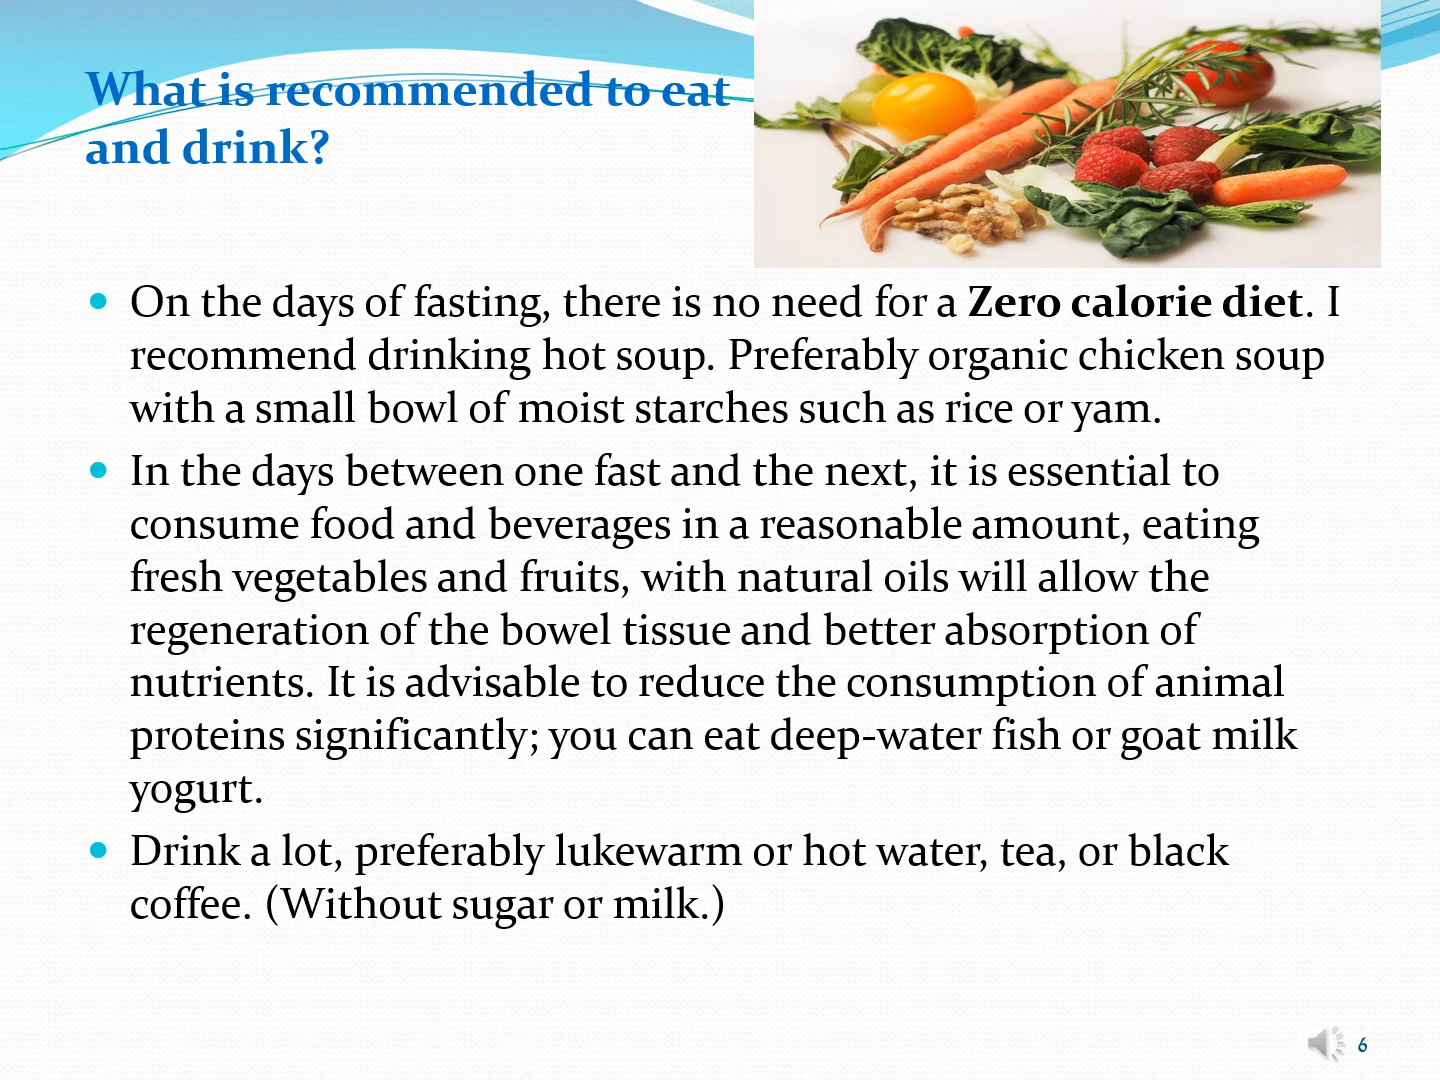 What is recommended to eat
and drink?
• On the days of fasting, there is no need for a Zero calorie diet. I
recommend drinking hot soup. Preferably organic chicken soup
with a small bowl of moist starches such as rice or yam.
• In the days between one fast and the next, it is essential to
consume food and beverages in a reasonable amount, eating
fresh vegetables and fruits, with natural oils will allow the
regeneration of the bowel tissue and better absorption of
nutrients. It is advisable to reduce the consumption of animal
proteins significantly; you can eat deep-water fish or goat milk
yogurt.
• Drink a lot, preferably lukewarm or hot water, tea, or black
coffee. (Without sugar or milk.)
6